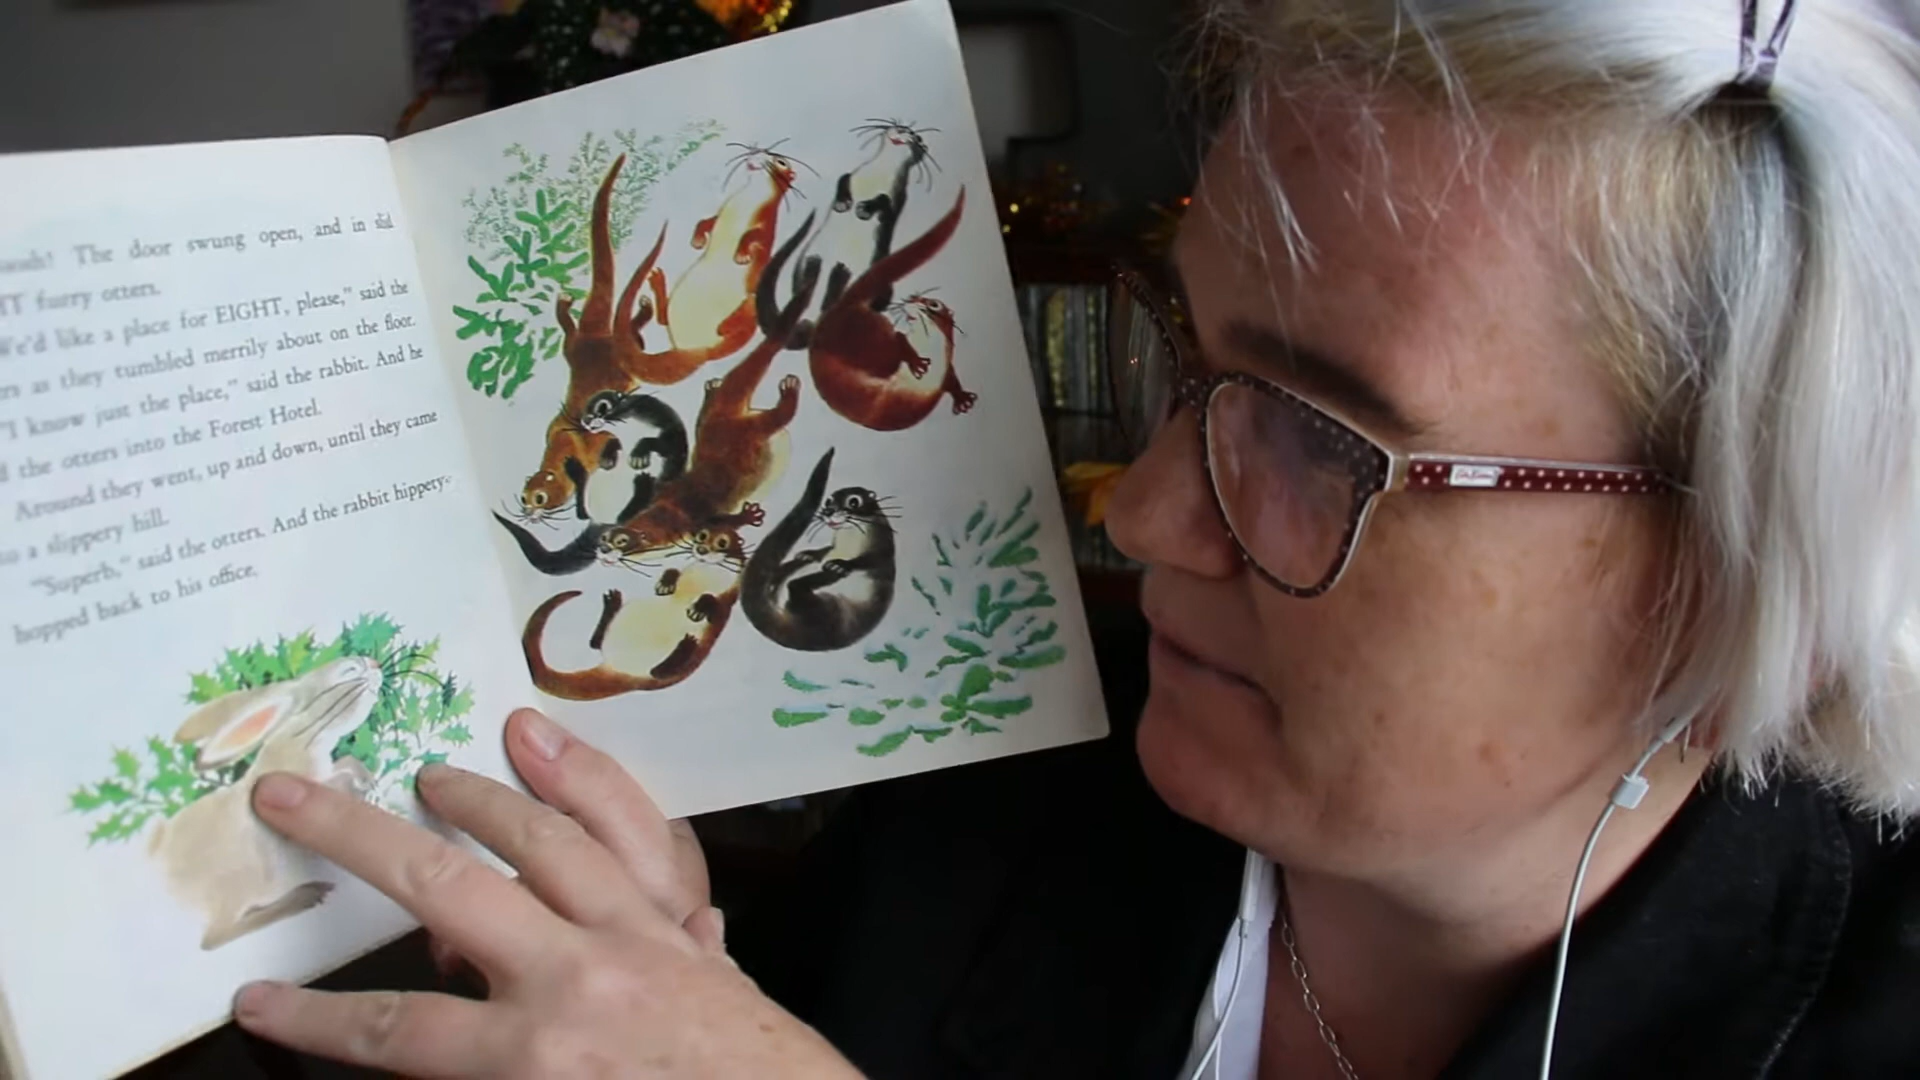 The door swung open, and in slid
furry otters.
like a place for EIGHT, please," said the
as they tumbled merrily about on the floor.
"I know just the place," said the rabbit. And he
the otters into the Forest Hotel.
Around they went, up and down, until they came
to a slippery hill.
"Superb," said the otters. And the rabbit hippery-
hopped back to his office.